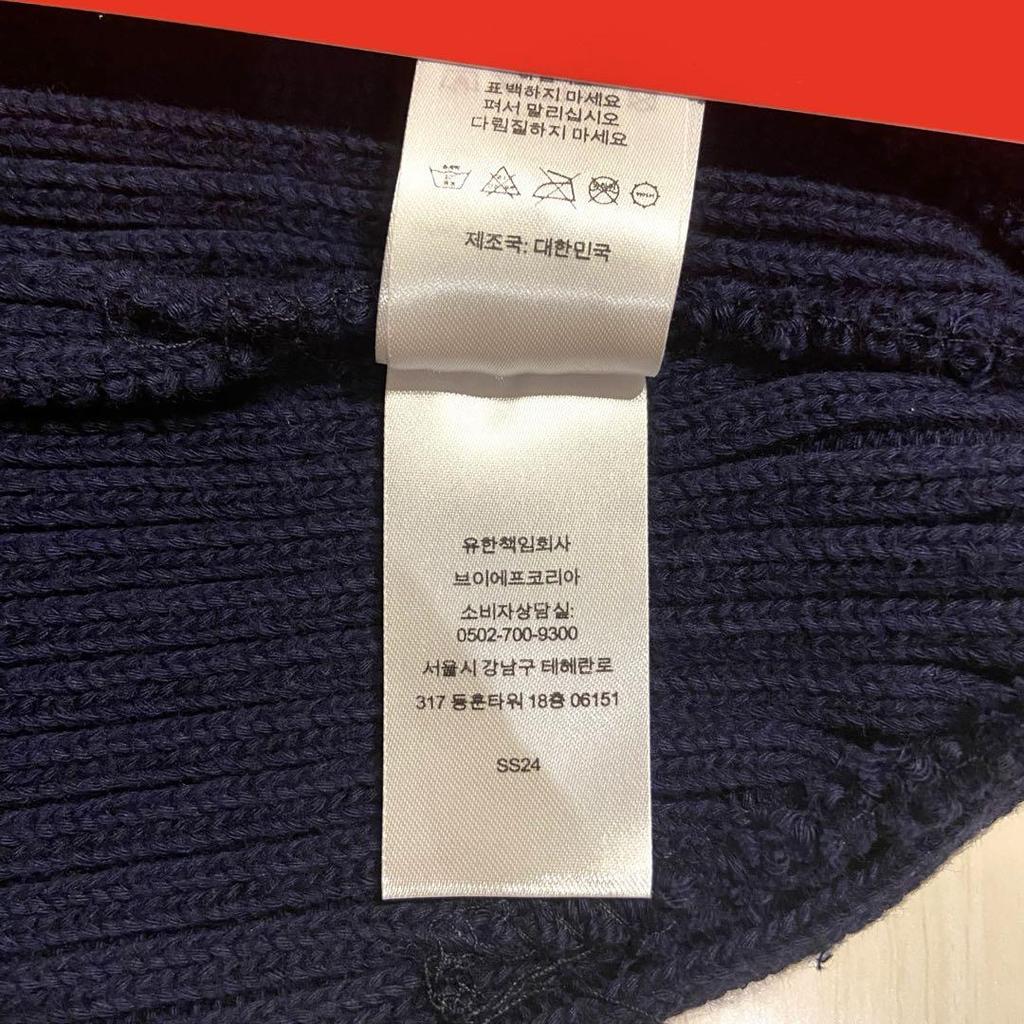 표백하지 마세요
펴서 말리십시오
다림질하지 마세요
제조국: 대한민국
유한책임회사
브이에프코리아
소비자상담실:
0502-700-9300
서울시 강남구 테헤란로
317 동훈타워 18층 06151
SS24